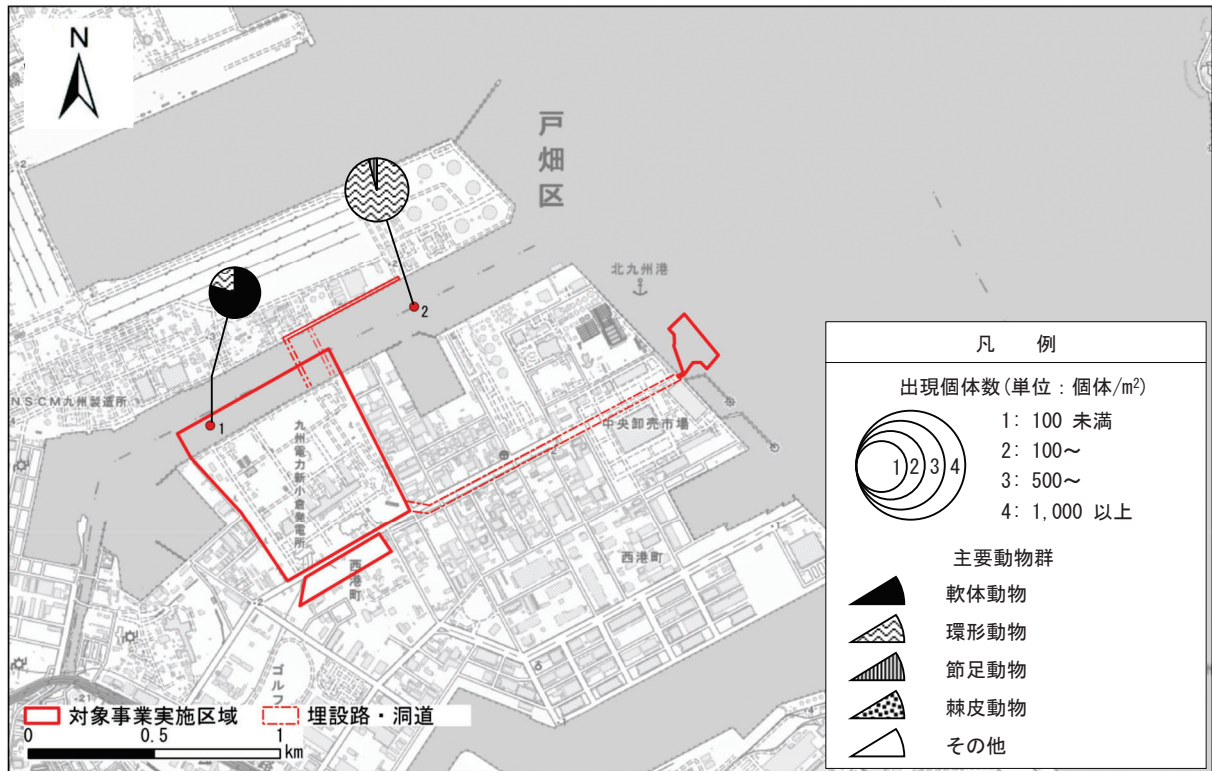 N
戸畑区
2
北九州港
1
NSCM九州製造所
九州電力新小倉発電所
中央卸売市場
西港町
西港町
ゴルフ
凡 例
出現個体数(単位:個体/m²)
1 2 3 4
1: 100 未満
2: 100~
3: 500~
4: 1,000 以上
主要動物群
軟体動物
環形動物
節足動物
棘皮動物
その他
対象事業実施区域
埋設路・洞道
0 0.5 1
km